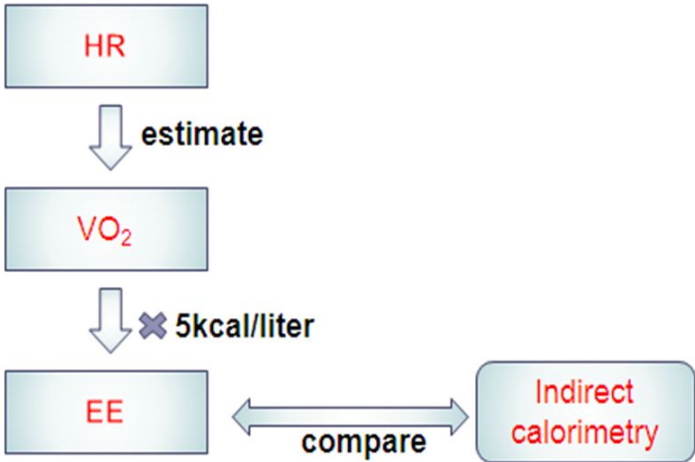 HR
estimate
VO₂
✖ 5kcal/liter
EE
compare
Indirect
calorimetry